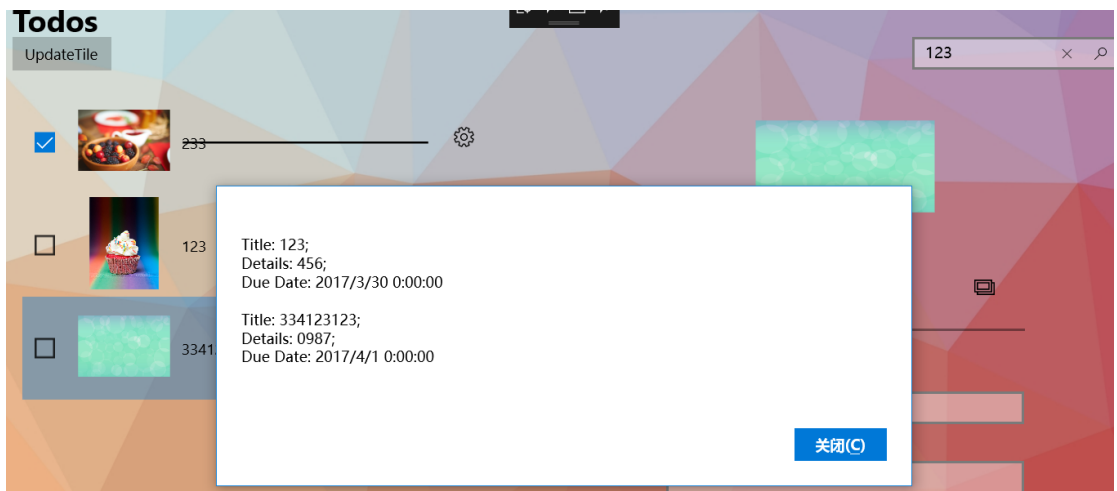 Todos
UpdateTile
123
233
123
3341
Title: 123;
Details: 456;
Due Date: 2017/3/30 0:00:00
Title: 334123123;
Details: 0987;
Due Date: 2017/4/1 0:00:00
关闭(C)